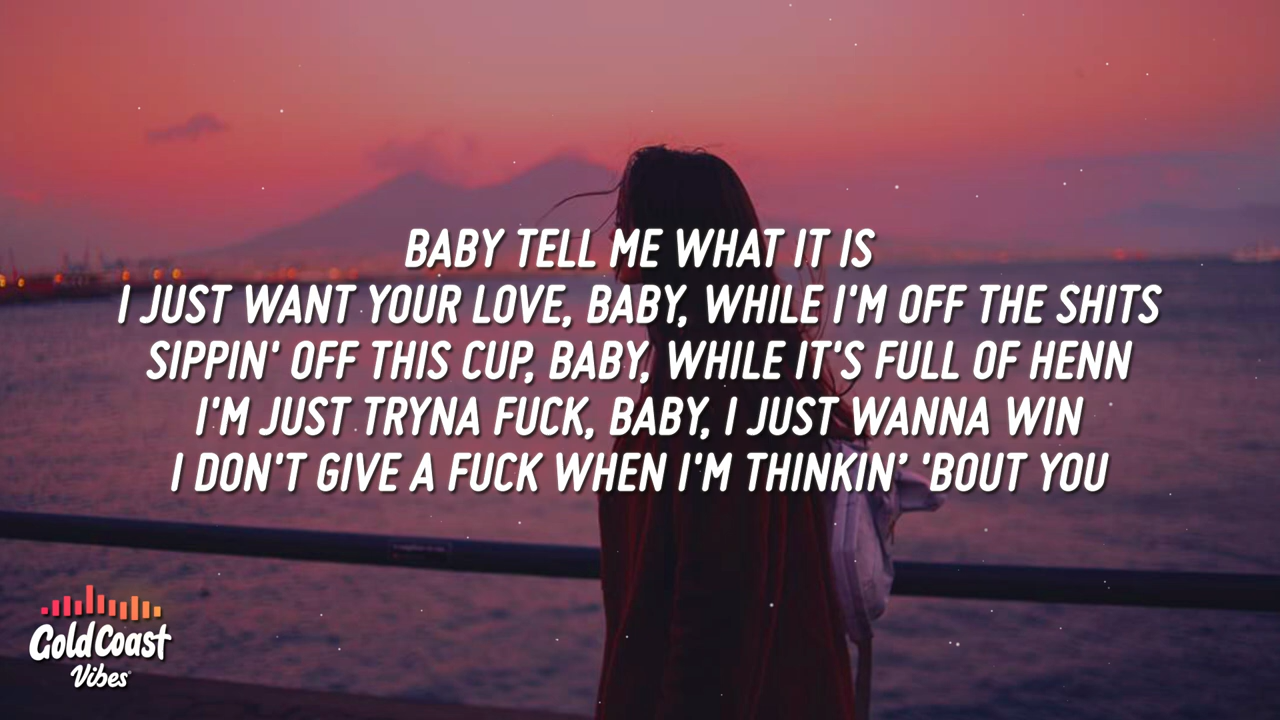 BABY TELL ME WHAT IT IS
I JUST WANT YOUR LOVE, BABY, WHILE I'M OFF THE SHITS
SIPPIN' OFF THIS CUP, BABY, WHILE IT'S FULL OF HENN
I'M JUST TRYNA FUCK, BABY, I JUST WANNA WIN
I DON'T GIVE A FUCK WHEN I'M THINKIN’ 'BOUT YOU
Gold Coast
Vibes